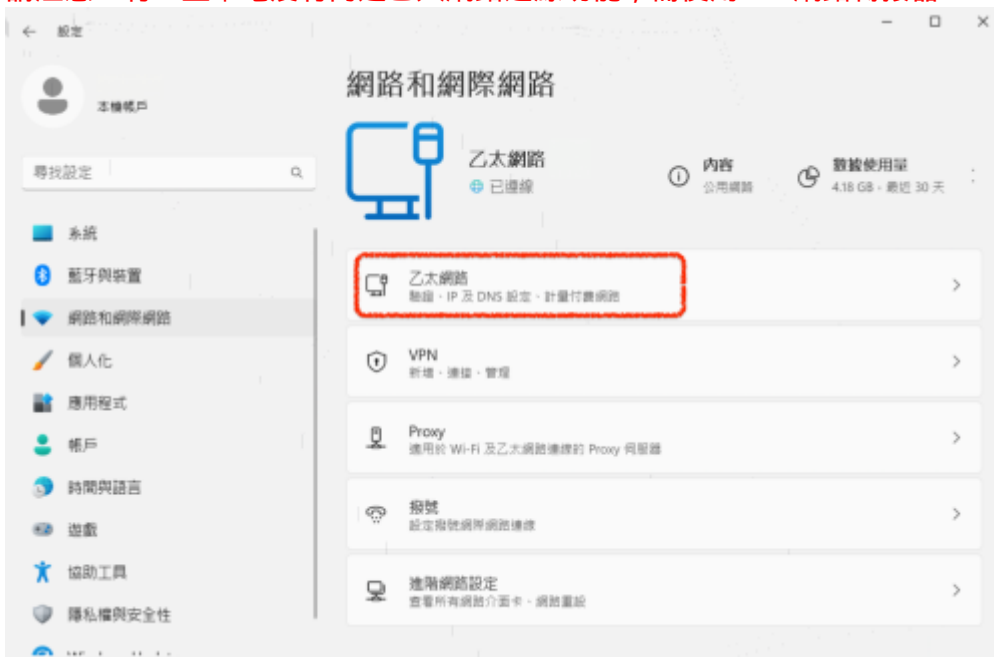 設定
本機帳戶
尋找設定
系統
藍牙與裝置
網路和網際網路
個人化
應用程式
帳戶
時間與語言
遊戲
協助工具
隱私權與安全性
網路和網際網路
乙太網路
已連線
內容
公用網路
數據使用量
4.18 GB，最近 30 天
乙太網路
驗證、IP 及 DNS 設定、計量付費網路
VPN
新增、連接、管理
Proxy
適用於 Wi-Fi 及乙太網路連線的 Proxy 伺服器
撥號
設定撥號網際網路連線
進階網路設定
查看所有網路介面卡、網路重設